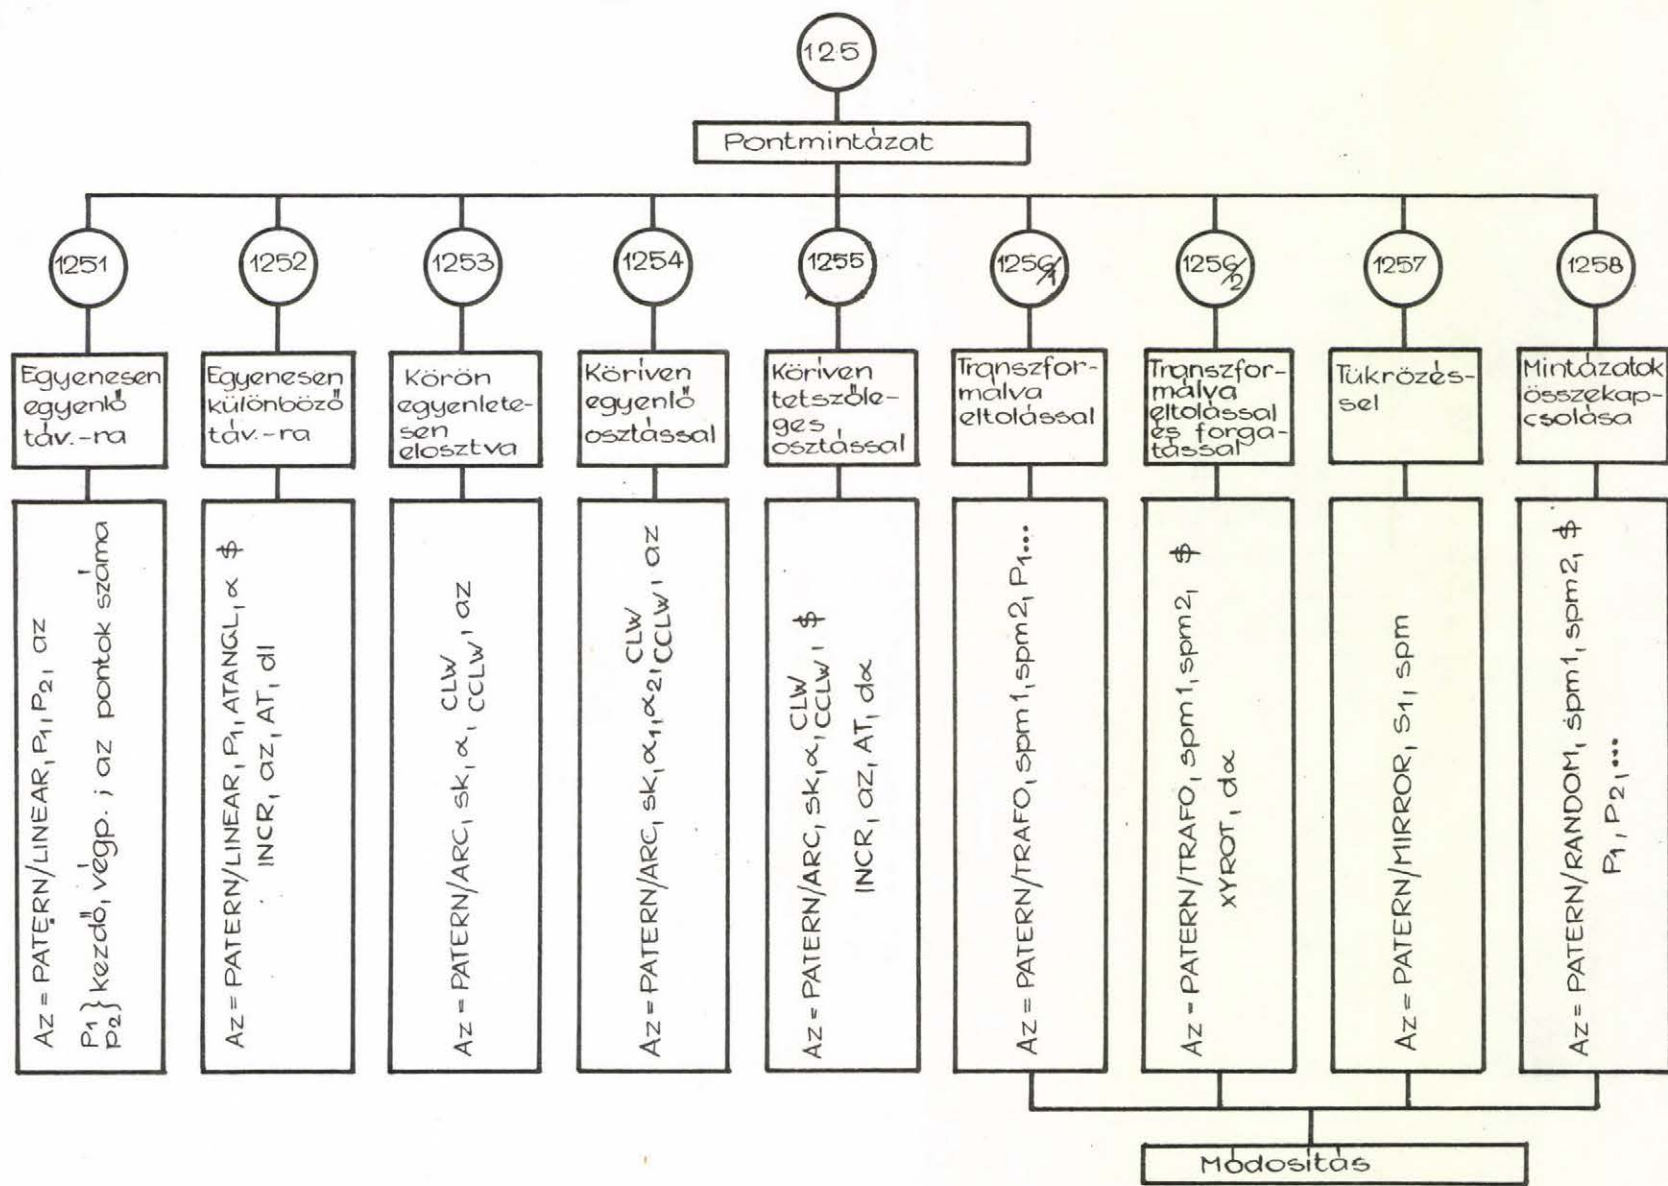 125
Pontmintázat
1251
Egyenesen
egyenlő
táv.-ra
Az = PATERN/LINEAR, P1, P2, az
P1 } kezdő, végp. ; az pontok száma
P2
1252
Egyenesen
különböző
táv.-ra
Az = PATERN/LINEAR, P1, ATANGL, α $
INCR, az, AT, dl
1253
Körön
egyenlete-
sen
elosztva
CLW
Az = PATERN/ARC, sk, α, CCLW, az
1254
Köríven
egyenlő
osztással
CLW
Az = PATERN/ARC, sk, α1, α2, CCLW, az
1255
Köríven
tetszőle-
ges
osztással
CLW
Az = PATERN/ARC, sk, α, CCLW, $
INCR, az, AT, dα
1256/1
Transzfor-
málva
eltolással
Az = PATERN/TRAFO, spm1, spm2, P1...
1256/2
Transzfor-
málva
eltolással
és forga-
tással
Az = PATERN/TRAFO, spm1, spm2, $
XYROT, dα
1257
Tükrözés-
sel
Az = PATERN/MIRROR, S1, spm
1258
Mintázatok
összekap-
csolása
Az = PATERN/RANDOM, spm1, spm2, $
P1, P2, ...
Módosítás